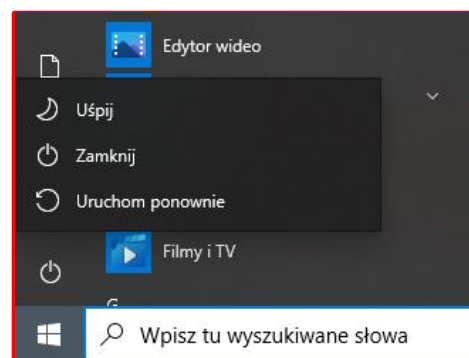 Edytor wideo
Uśpij
Zamknij
Uruchom ponownie
Filmy i TV
Wpisz tu wyszukiwane słowa